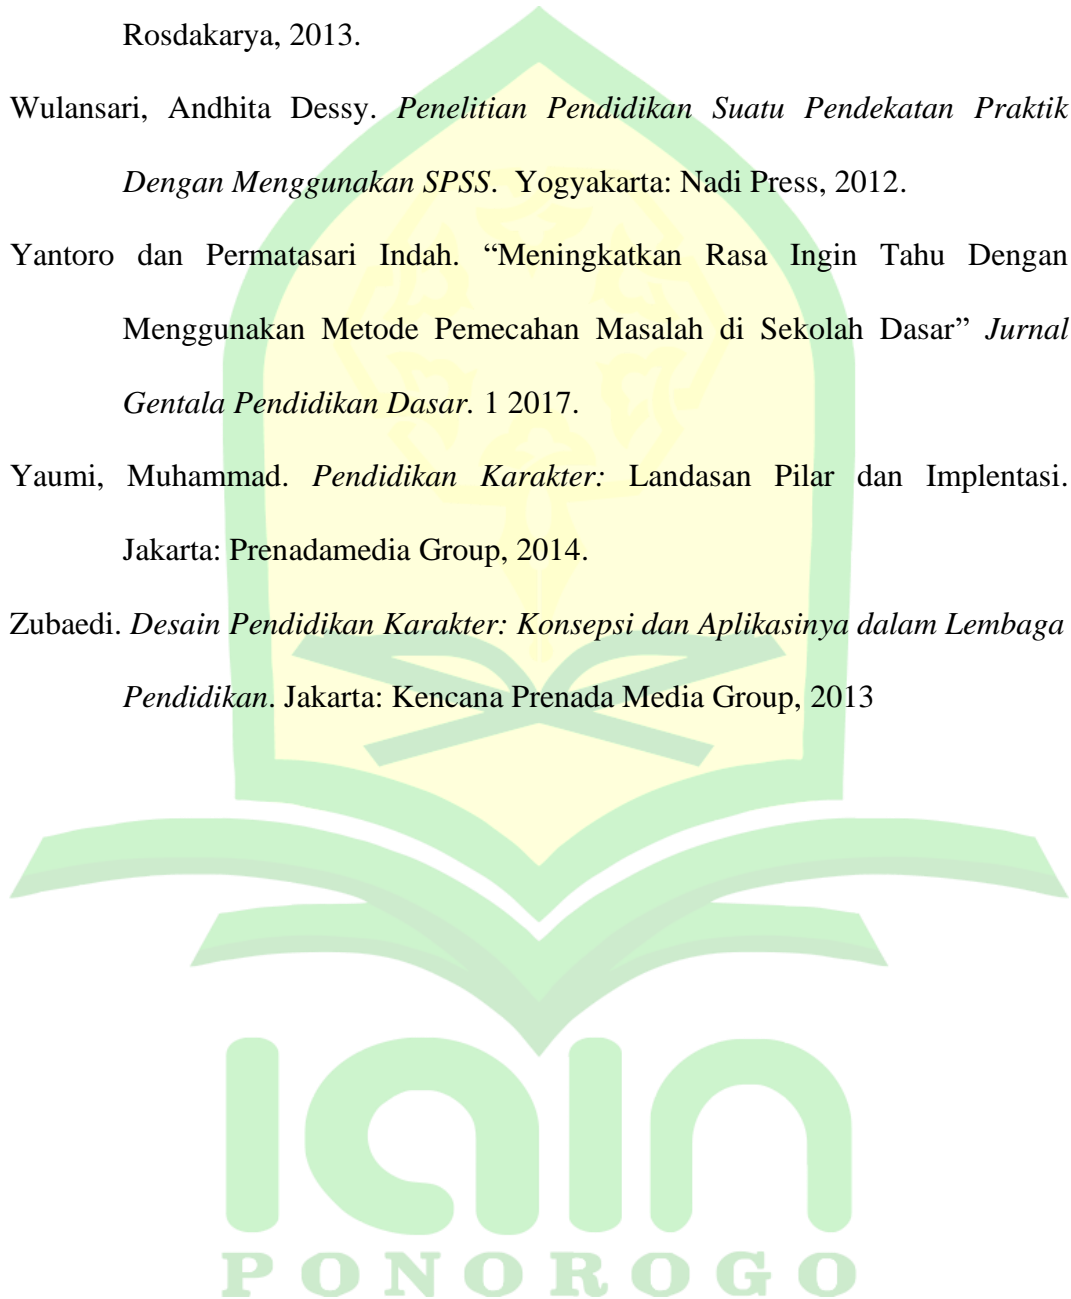 Rosdakarya, 2013.
Wulansari, Andhita Dessy. Penelitian Pendidikan Suatu Pendekatan Praktik
Dengan Menggunakan SPSS. Yogyakarta: Nadi Press, 2012.
Yantoro dan Permatasari Indah. “Meningkatkan Rasa Ingin Tahu Dengan
Menggunakan Metode Pemecahan Masalah di Sekolah Dasar” Jurnal
Gentala Pendidikan Dasar. 1 2017.
Yaumi, Muhammad. Pendidikan Karakter: Landasan Pilar dan Implentasi.
Jakarta: Prenadamedia Group, 2014.
Zubaedi. Desain Pendidikan Karakter: Konsepsi dan Aplikasinya dalam Lembaga
Pendidikan. Jakarta: Kencana Prenada Media Group, 2013
iain
PONOROGO